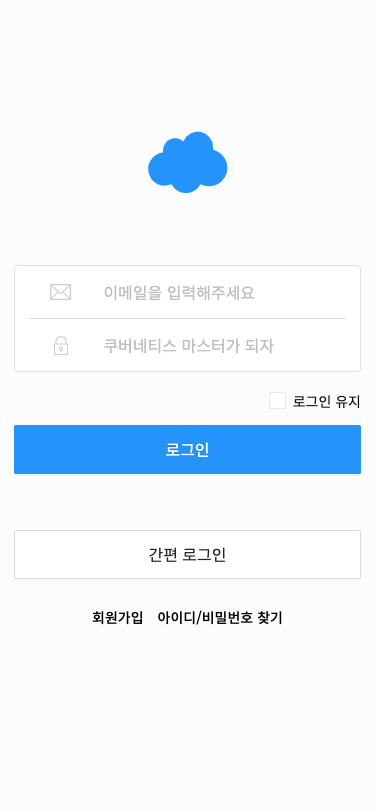 이메일을 입력해주세요
쿠버네티스 마스터가 되자
로그인 유지
로그인
간편 로그인
회원가입 아이디/비밀번호 찾기